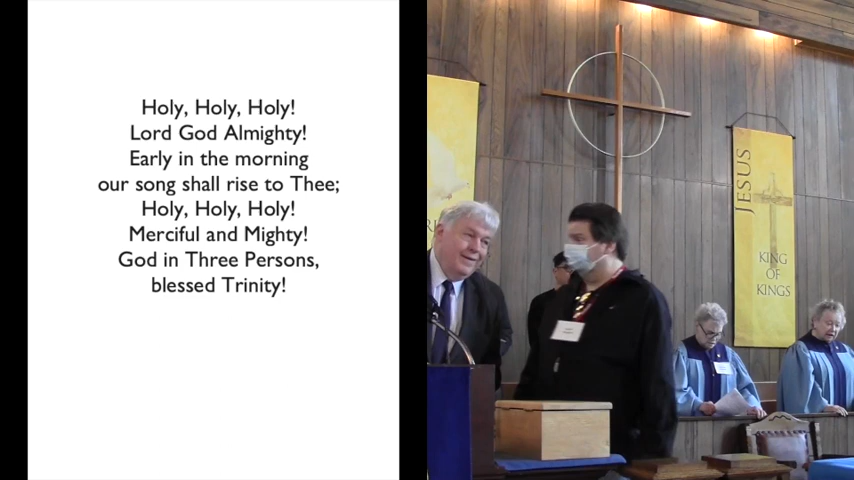 Holy, Holy, Holy!
Lord God Almighty!
Early in the morning
our song shall rise to Thee;
Holy, Holy, Holy!
Merciful and Mighty!
God in Three Persons,
blessed Trinity!
JESUS
KING
OF
KINGS